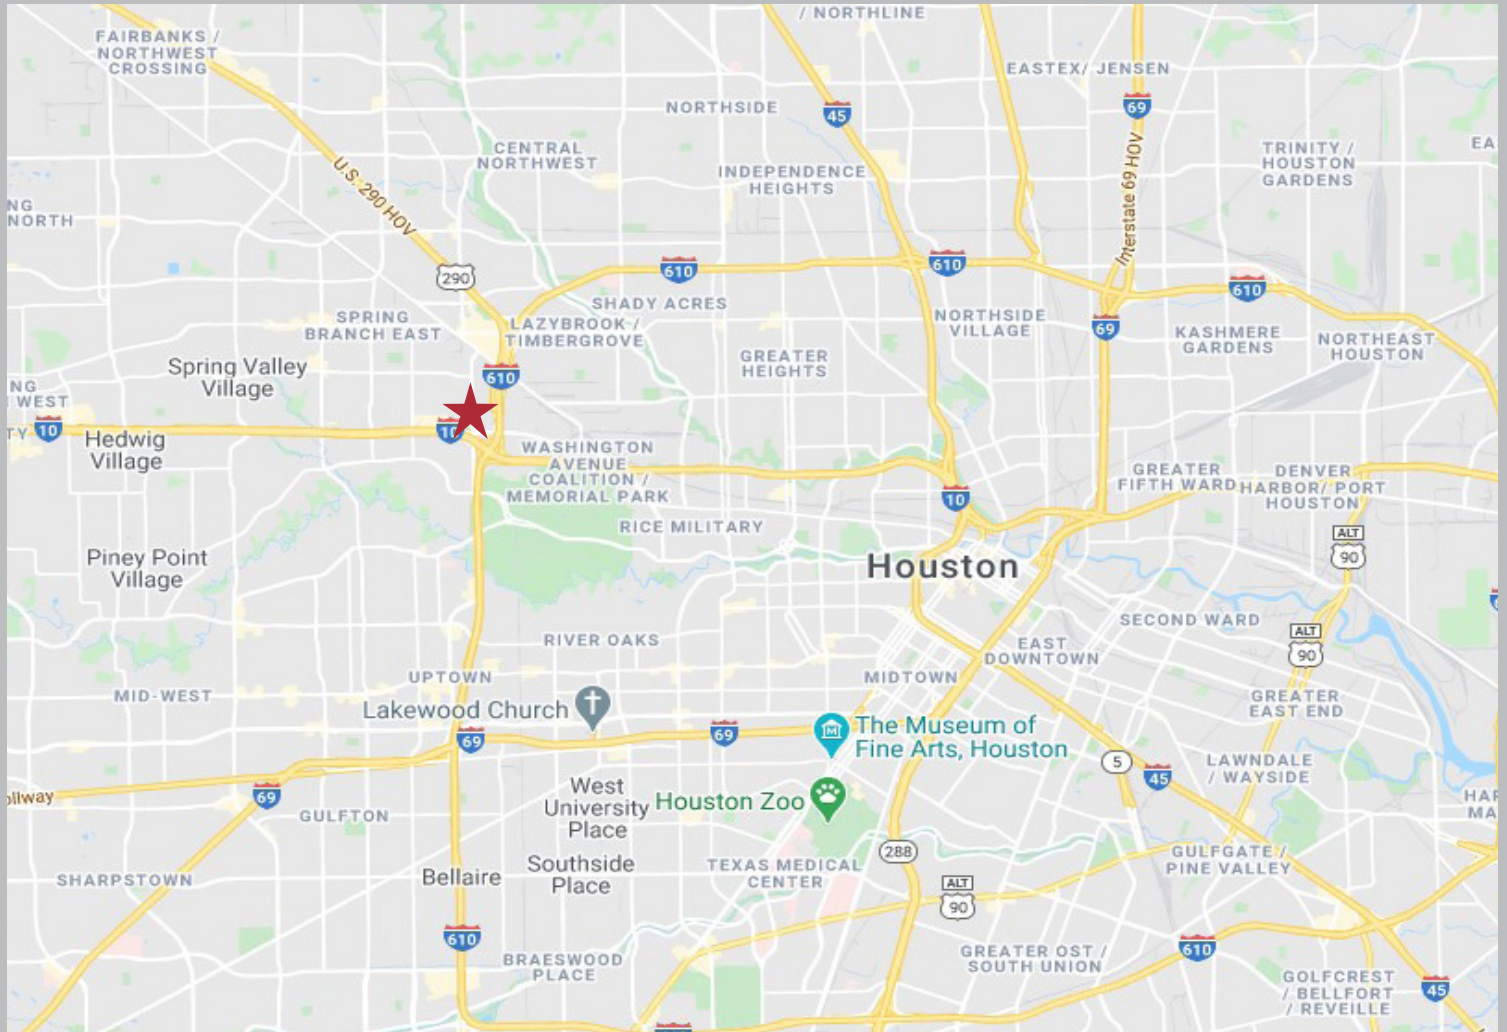 / NORTHLINE
FAIRBANKS /
NORTHWEST
CROSSING
EASTEX/ JENSEN
69
NORTHSIDE
45
CENTRAL
NORTHWEST
INDEPENDENCE
HEIGHTS
TRINITY /
HOUSTON
GARDENS
EA
U.S. 290 HOV
Interstate 69 HOV
NG
NORTH
290
610
610
610
SHADY ACRES
SPRING
BRANCH EAST
LAZYBROOK /
TIMBERGROVE
NORTHSIDE
VILLAGE
69
KASHMERE
GARDENS
NORTHEAST
HOUSTON
Spring Valley
Village
GREATER
HEIGHTS
610
NG
WEST
TY
10
10
Hedwig
Village
WASHINGTON
AVENUE
COALITION /
MEMORIAL PARK
GREATER
FIFTH WARD
DENVER
HARBOR/ PORT
HOUSTON
10
RICE MILITARY
ALT
90
Piney Point
Village
Houston
SECOND WARD
RIVER OAKS
EAST
DOWNTOWN
ALT
90
UPTOWN
MIDTOWN
MID-WEST
GREATER
EAST END
Lakewood Church
69
69
The Museum of
Fine Arts, Houston
5
45
LAWNDALE
/ WAYSIDE
ollway
69
West
University
Place
Houston Zoo
HAR
MA
GULFTON
288
GULFGATE /
PINE VALLEY
SHARPSTOWN
Bellaire
Southside
Place
TEXAS MEDICAL
CENTER
ALT
90
610
610
BRAESWOOD
PLACE
GREATER OST /
SOUTH UNION
GOLFCREST
/ BELLFORT
/ REVEILLE
45